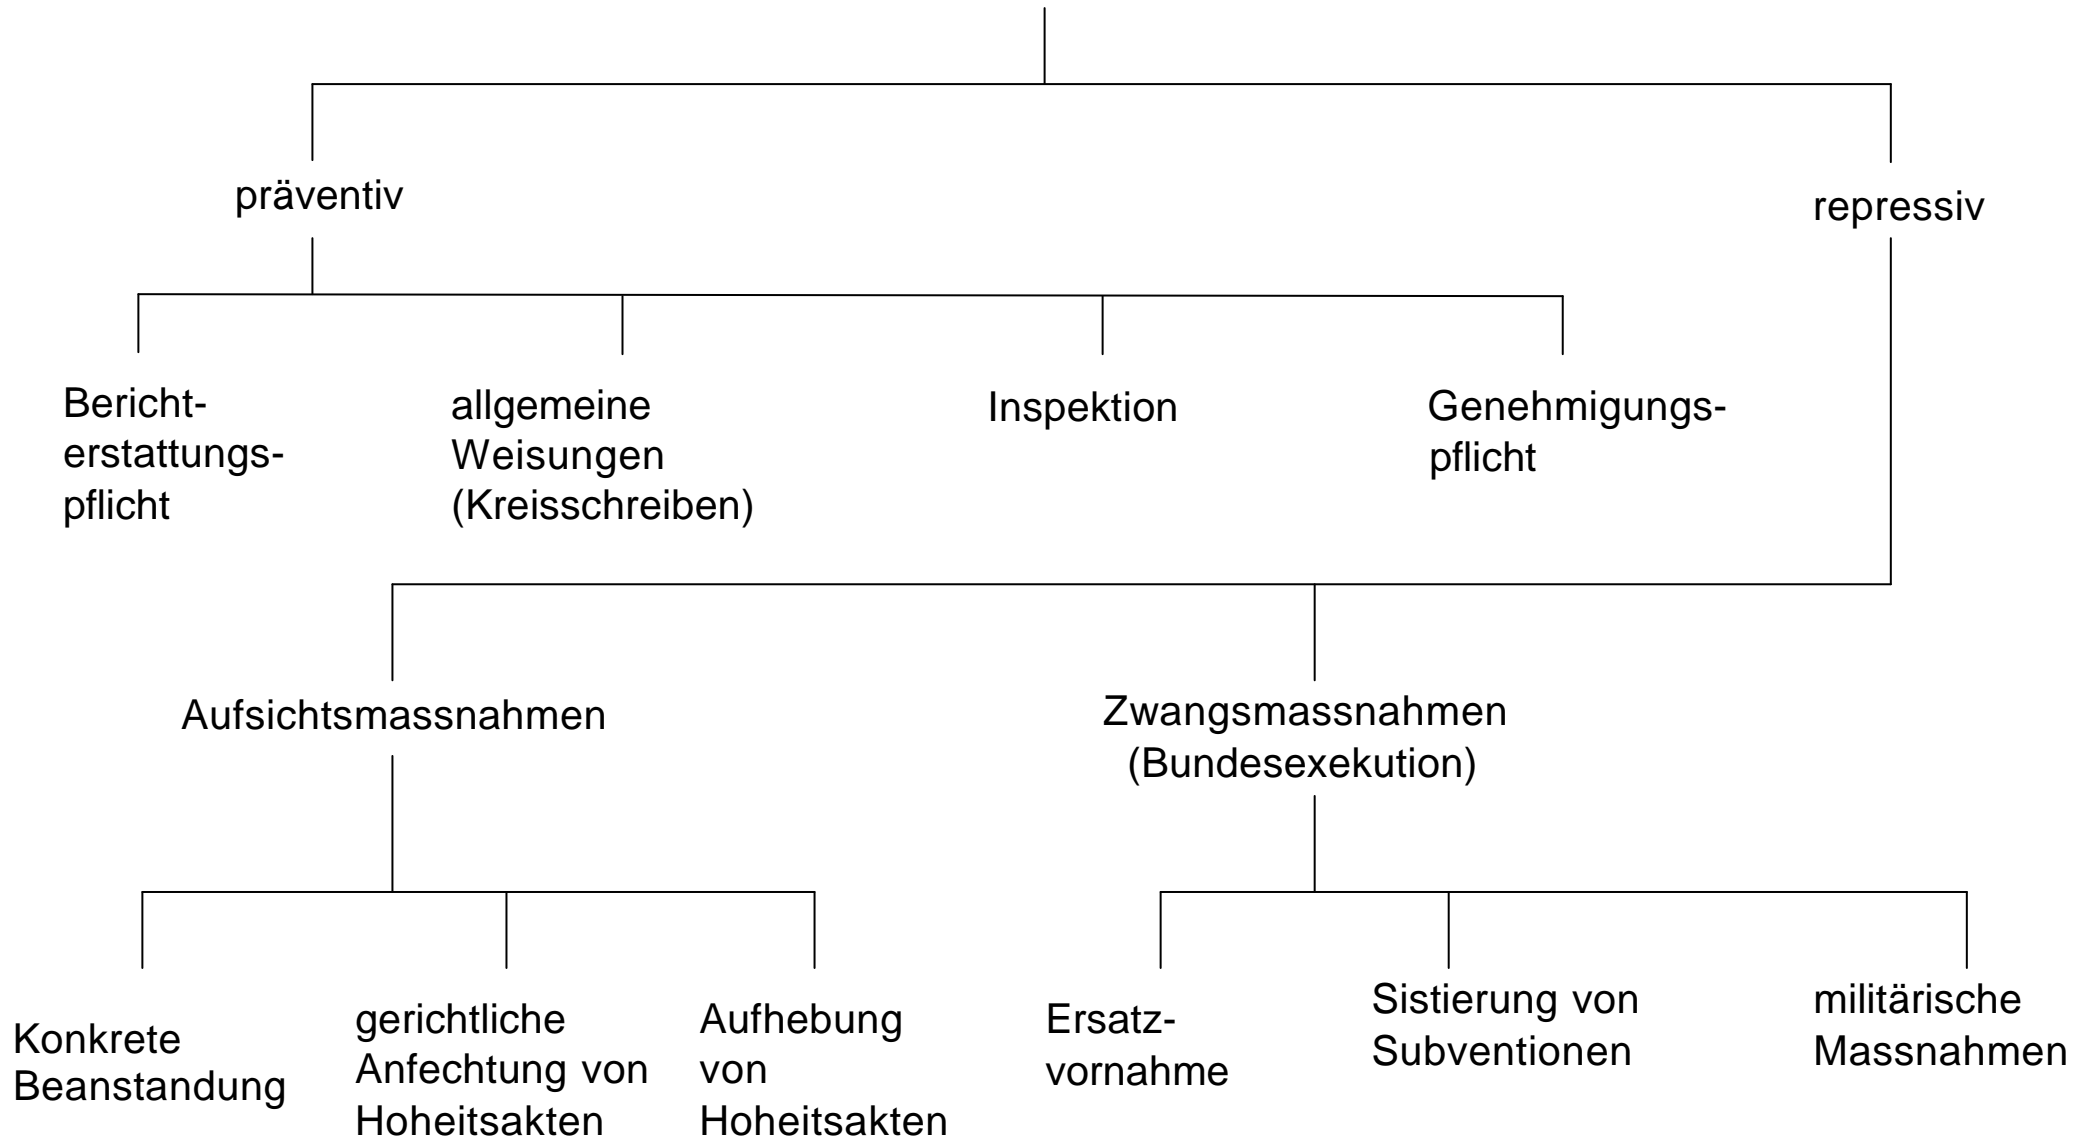 präventiv
repressiv
Bericht-
erstattungs-
pflicht
allgemeine
Weisungen
(Kreisschreiben)
Inspektion
Genehmigungs-
pflicht
Aufsichtsmassnahmen
Zwangsmassnahmen
(Bundesexekution)
Konkrete
Beanstandung
gerichtliche
Anfechtung von
Hoheitsakten
Aufhebung
von
Hoheitsakten
Ersatz-
vornahme
Sistierung von
Subventionen
militärische
Massnahmen